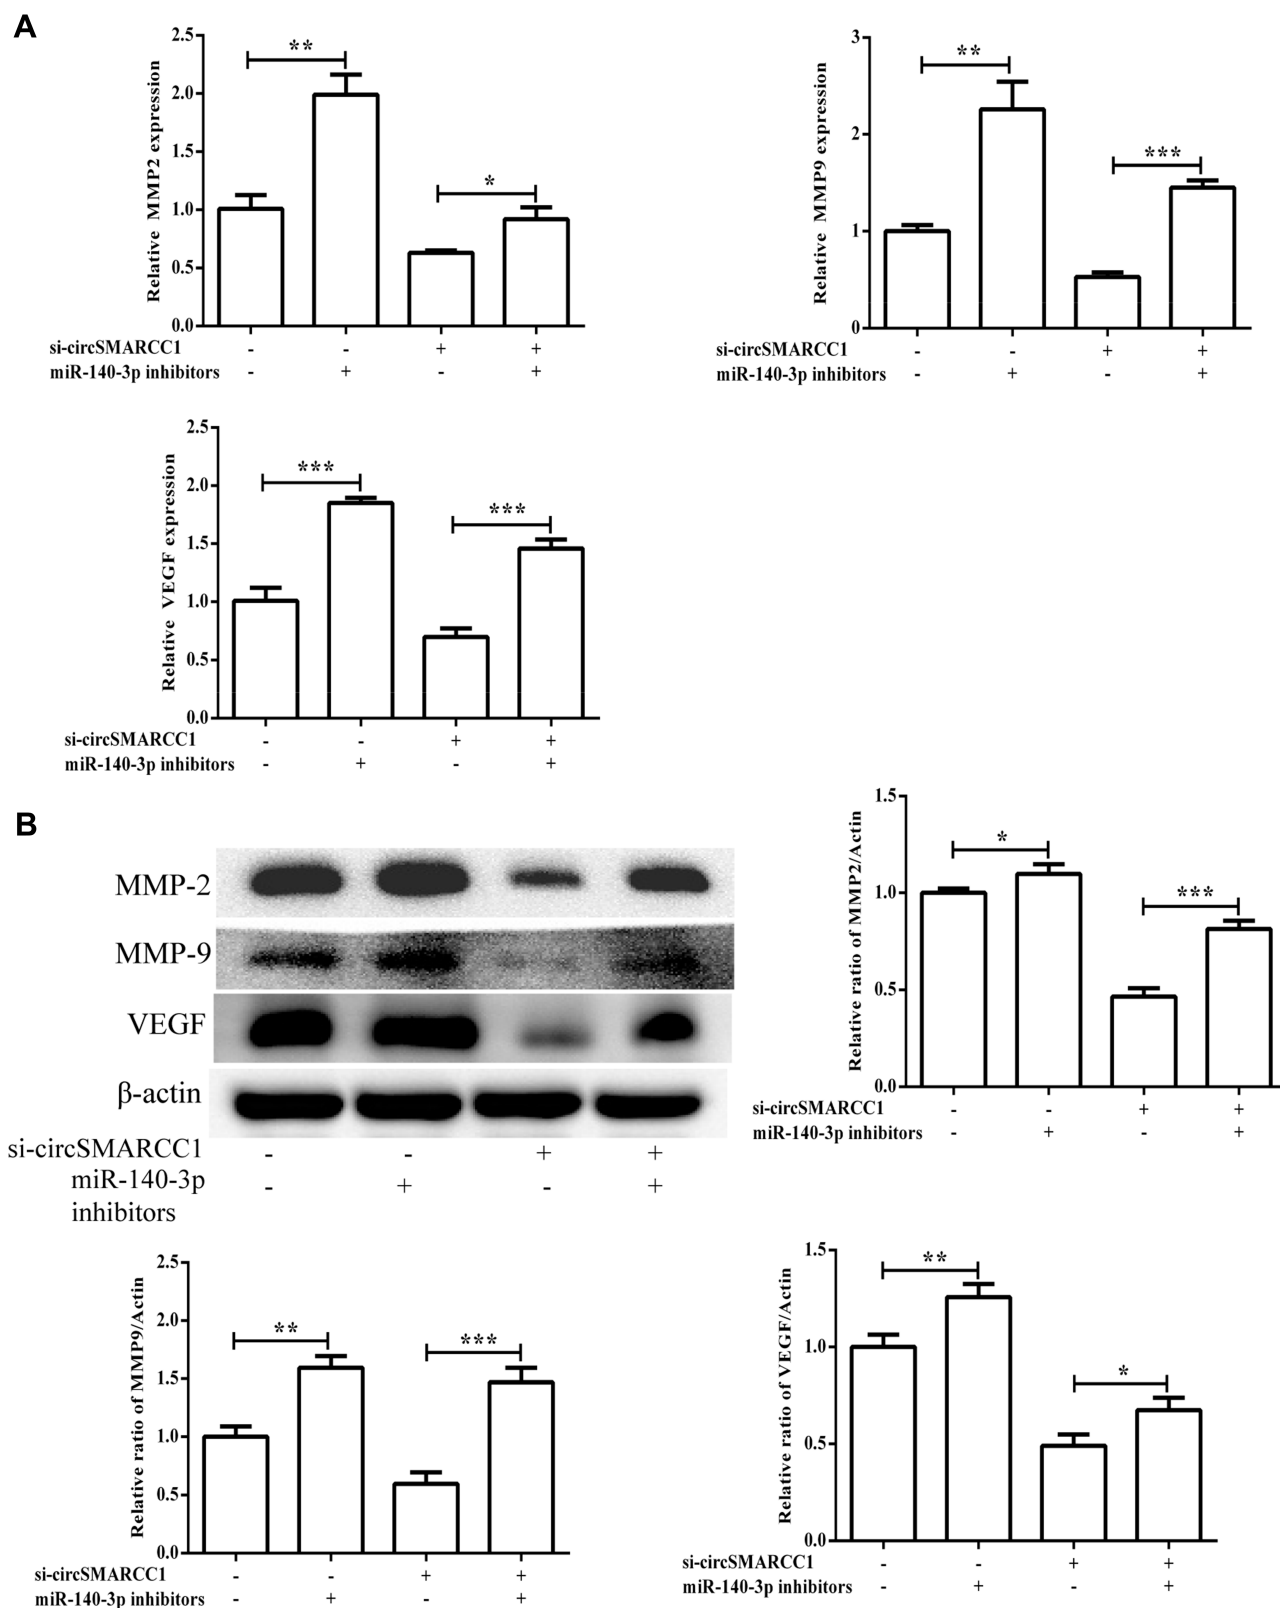 A
Relative MMP2 expression
2.5
2.0
1.5
1.0
0.5
0.0
**
*
si-circSMARCC1 - - + +
miR-140-3p inhibitors - + - +
Relative MMP9 expression
3
2
1
0
**
***
si-circSMARCC1 - - + +
miR-140-3p inhibitors - + - +
Relative VEGF expression
2.5
2.0
1.5
1.0
0.5
0.0
***
***
si-circSMARCC1 - - + +
miR-140-3p inhibitors - + - +
B
MMP-2
MMP-9
VEGF
β-actin
si-circSMARCC1 - - + +
miR-140-3p - + - +
inhibitors
Relative ratio of MMP2/Actin
1.5
1.0
0.5
0.0
*
***
si-circSMARCC1 - - + +
miR-140-3p inhibitors - + - +
Relative ratio of MMP9/Actin
2.5
2.0
1.5
1.0
0.5
0.0
**
***
si-circSMARCC1 - - + +
miR-140-3p inhibitors - + - +
Relative ratio of VEGF/Actin
1.5
1.0
0.5
0.0
**
*
si-circSMARCC1 - - + +
miR-140-3p inhibitors - + - +